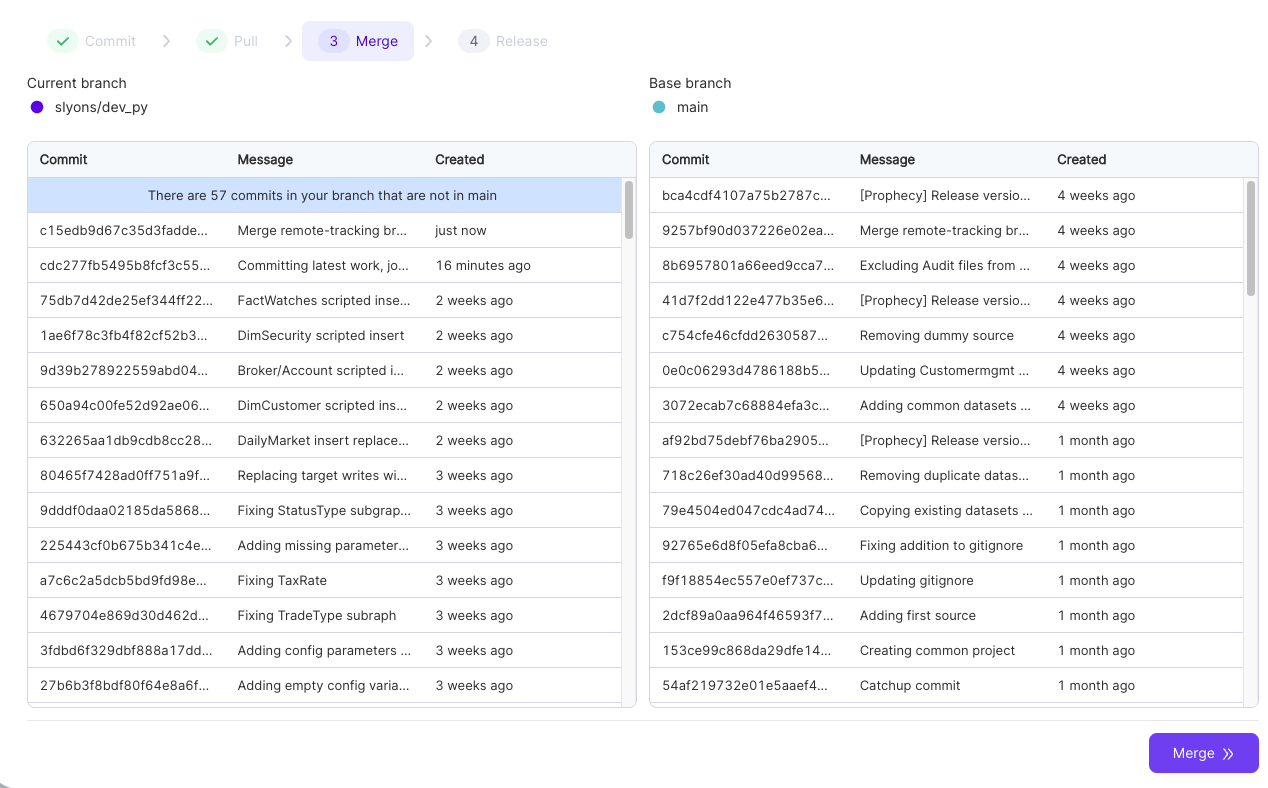 Commit Pull 3 Merge 4 Release
Current branch
slyons/dev_py
Commit Message Created
There are 57 commits in your branch that are not in main
c15edb9d67c35d3fadde... Merge remote-tracking br... just now
cdc277fb5495b8fcf3c55... Committing latest work, jo... 16 minutes ago
75db7d42de25ef344ff22... FactWatches scripted inse... 2 weeks ago
1ae6f78c3fb4f82cf52b3... DimSecurity scripted insert 2 weeks ago
9d39b278922559abd04... Broker/Account scripted i... 2 weeks ago
650a94c00fe52d92ae06... DimCustomer scripted ins... 2 weeks ago
632265aa1db9cdb8cc28... DailyMarket insert replace... 2 weeks ago
80465f7428ad0ff751a9f... Replacing target writes wi... 3 weeks ago
9dddf0daa02185da5868... Fixing StatusType subgrap... 3 weeks ago
225443cf0b675b341c4e... Adding missing parameter... 3 weeks ago
a7c6c2a5dcb5bd9fd98e... Fixing TaxRate 3 weeks ago
4679704e869d30d462d... Fixing TradeType subraph 3 weeks ago
3fdbd6f329dbf888a17dd... Adding config parameters ... 3 weeks ago
27b6b3f8bdf80f64e8a6f... Adding empty config varia... 3 weeks ago
Base branch
main
Commit Message Created
bca4cdf4107a75b2787c... [Prophecy] Release versio... 4 weeks ago
9257bf90d037226e02ea... Merge remote-tracking br... 4 weeks ago
8b6957801a66eed9cca7... Excluding Audit files from ... 4 weeks ago
41d7f2dd122e477b35e6... [Prophecy] Release versio... 4 weeks ago
c754cfe46cfdd2630587... Removing dummy source 4 weeks ago
0e0c06293d4786188b5... Updating Customermgmt ... 4 weeks ago
3072ecab7c68884efa3c... Adding common datasets ... 4 weeks ago
af92bd75debf76ba2905... [Prophecy] Release versio... 1 month ago
718c26ef30ad40d99568... Removing duplicate datas... 1 month ago
79e4504ed047cdc4ad74... Copying existing datasets ... 1 month ago
92765e6d8f05efa8cba6... Fixing addition to gitignore 1 month ago
f9f18854ec557e0ef737c... Updating gitignore 1 month ago
2dcf89a0aa964f46593f7... Adding first source 1 month ago
153ce99c868da29dfe14... Creating common project 1 month ago
54af219732e01e5aaef4... Catchup commit 1 month ago
Merge